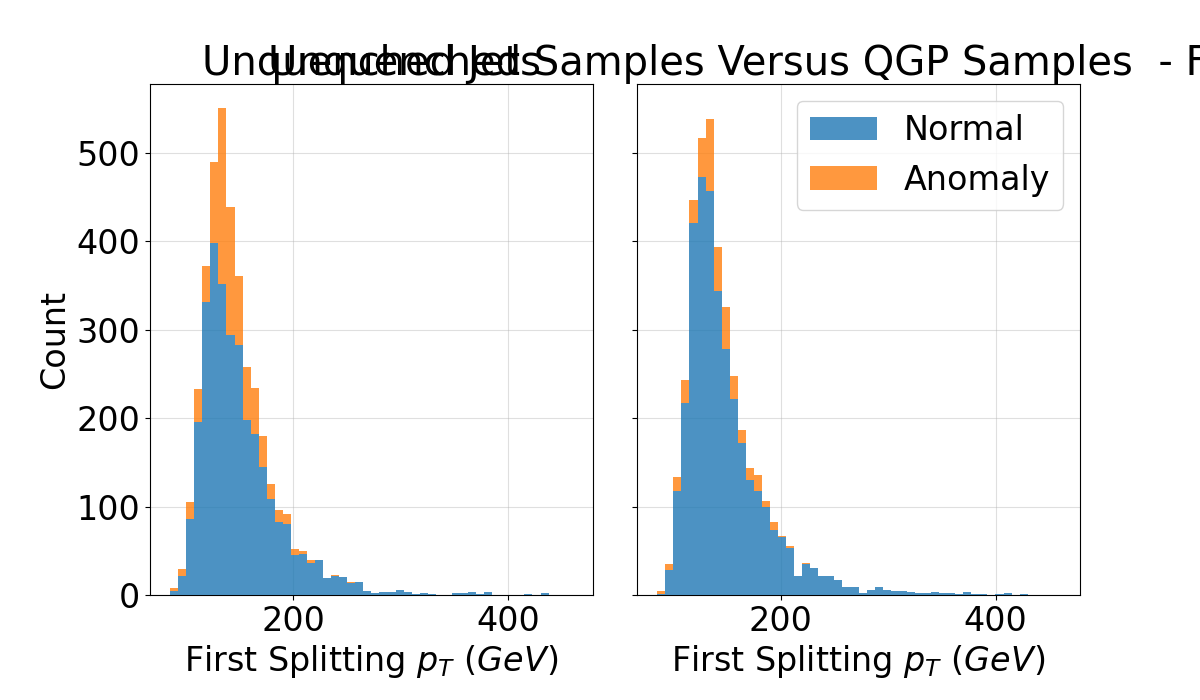 Samples Versus QGP Samples - F
Normal
Anomaly
Count
500
400
300
200
100
0
200
400
200
400
First Splitting $p_T$ (GeV)
First Splitting $p_T$ (GeV)